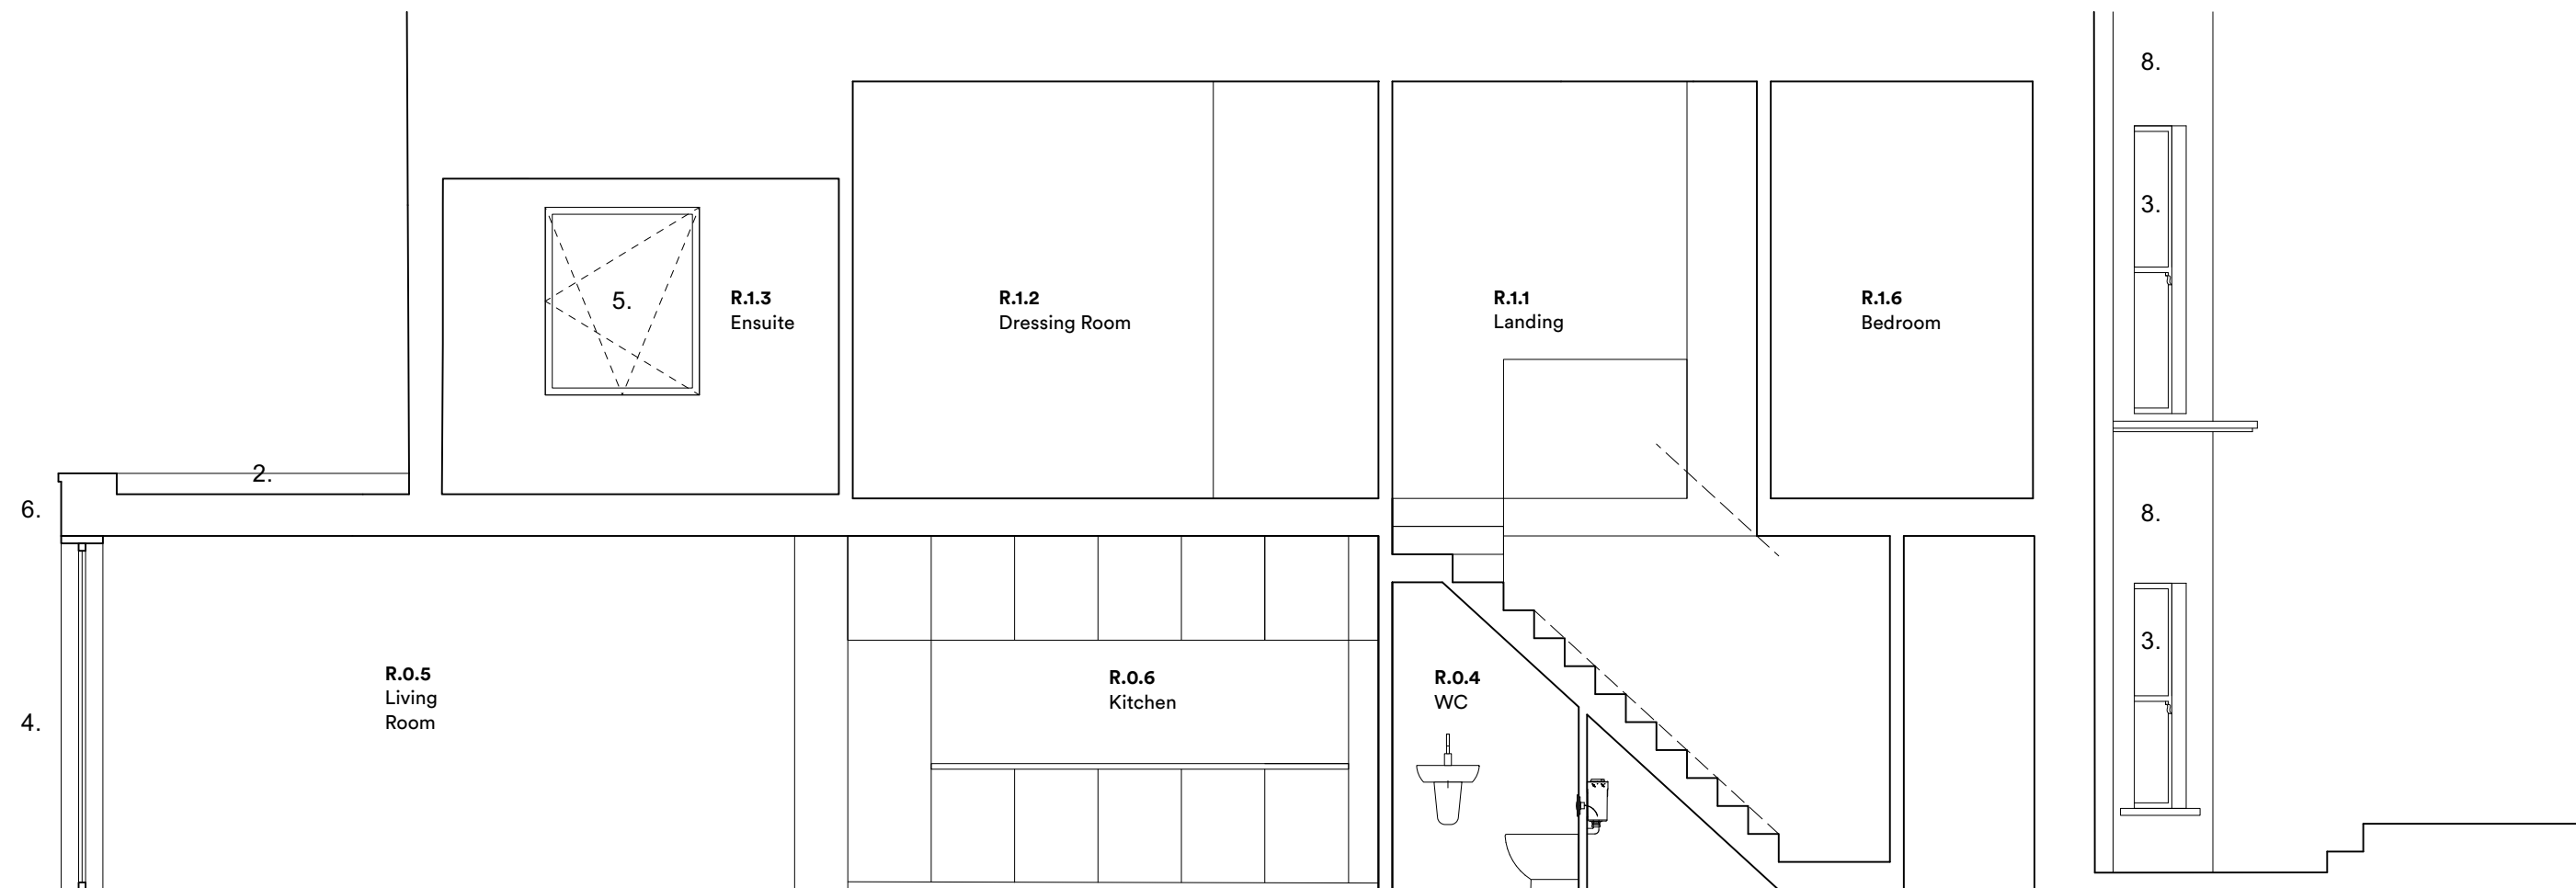 8.
3.
5.
R.1.3
Ensuite
R.1.2
Dressing Room
R.1.1
Landing
R.1.6
Bedroom
2.
6.
8.
3.
R.0.5
Living
Room
R.0.6
Kitchen
R.0.4
WC
4.